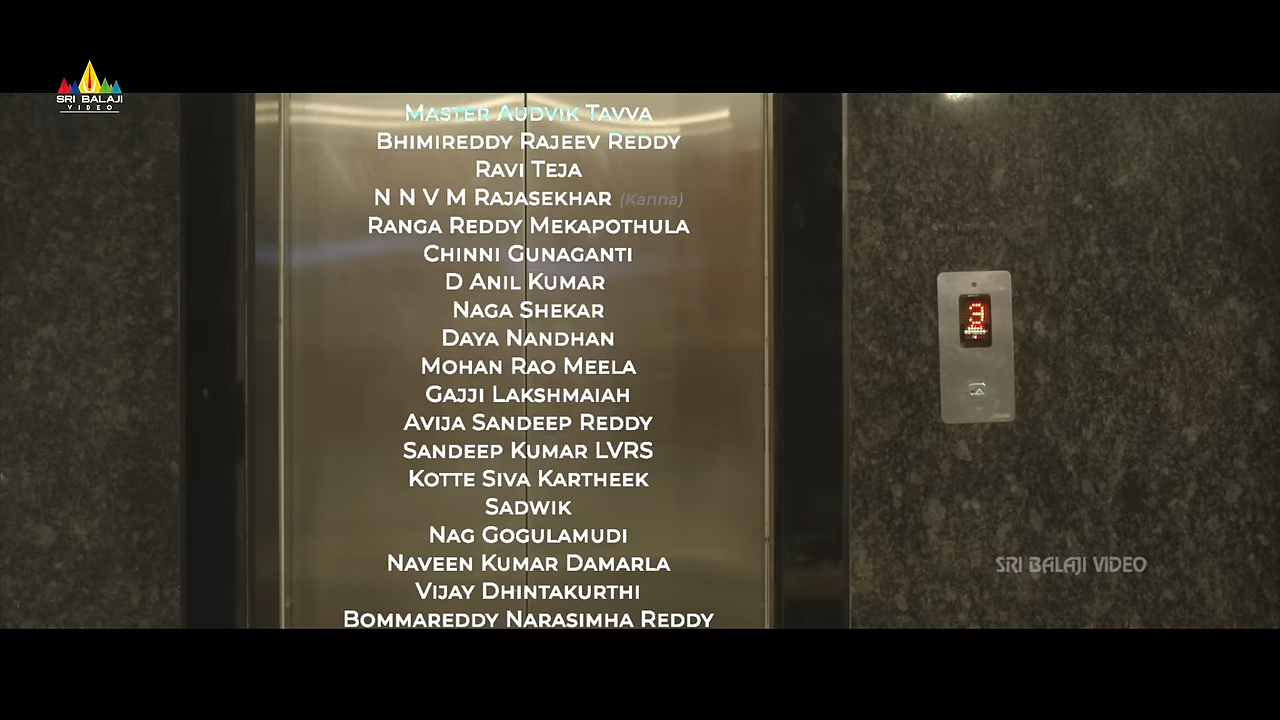 SRI BALAJI
VIDEO
MASTER AUDVIK TAVVA
BHIMIREDDY RAJEEV REDDY
RAVI TEJA
N N V M RAJASEKHAR (Kanna)
RANGA REDDY MEKAPOTHULA
CHINNI GUNAGANTI
D ANIL KUMAR
NAGA SHEKAR
DAYA NANDHAN
MOHAN RAO MEELA
GAJJI LAKSHMAIAH
AVIJA SANDEEP REDDY
SANDEEP KUMAR LVRS
KOTTE SIVA KARTHEEK
SADWIK
NAG GOGULAMUDI
NAVEEN KUMAR DAMARLA
VIJAY DHINTAKURTHI
BOMMAREDDY NARASIMHA REDDY
3
SRI BALAJI VIDEO